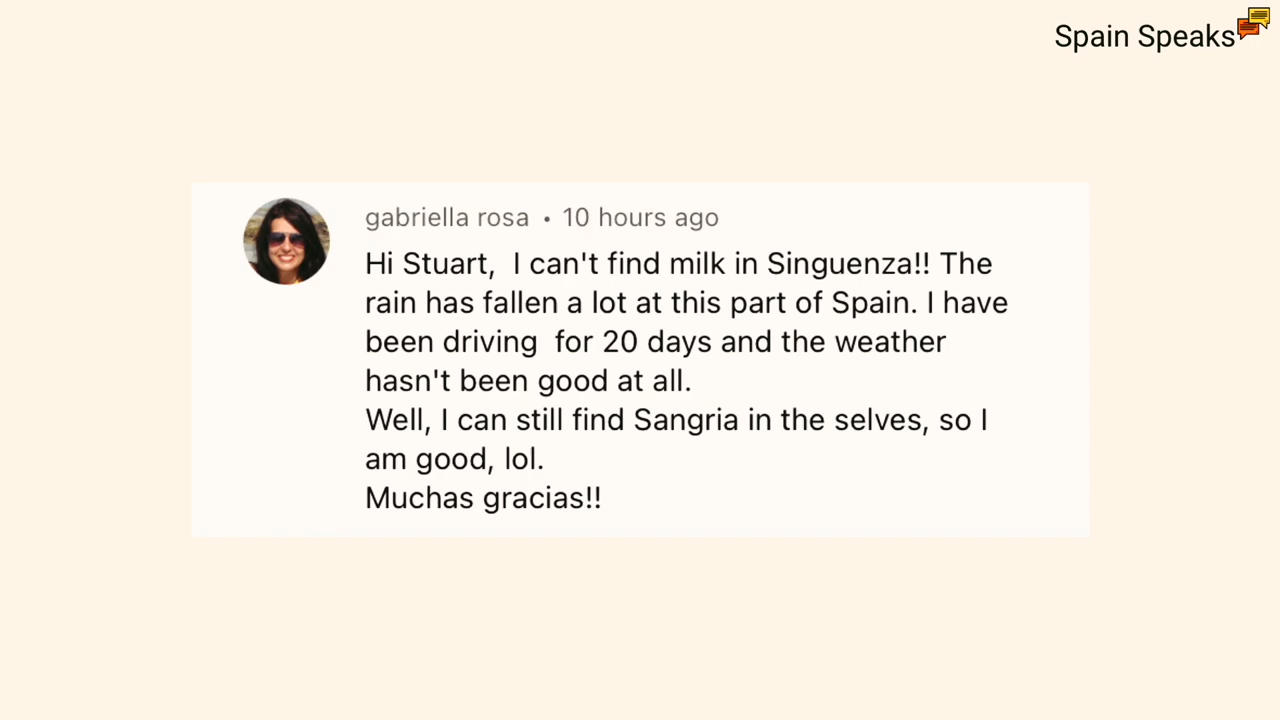 Spain Speaks
gabriella rosa • 10 hours ago
Hi Stuart,  I can't find milk in Singuenza!! The
rain has fallen a lot at this part of Spain. I have
been driving  for 20 days and the weather
hasn't been good at all.
Well, I can still find Sangria in the selves, so I
am good, lol.
Muchas gracias!!